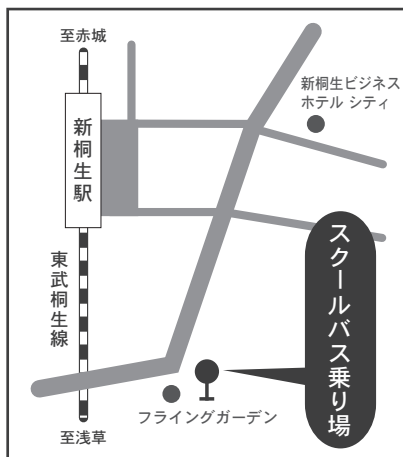 至赤城
新桐生駅
新桐生ビジネス
ホテル シティ
東武桐生線
スクールバス乗り場
フライングガーデン
至浅草